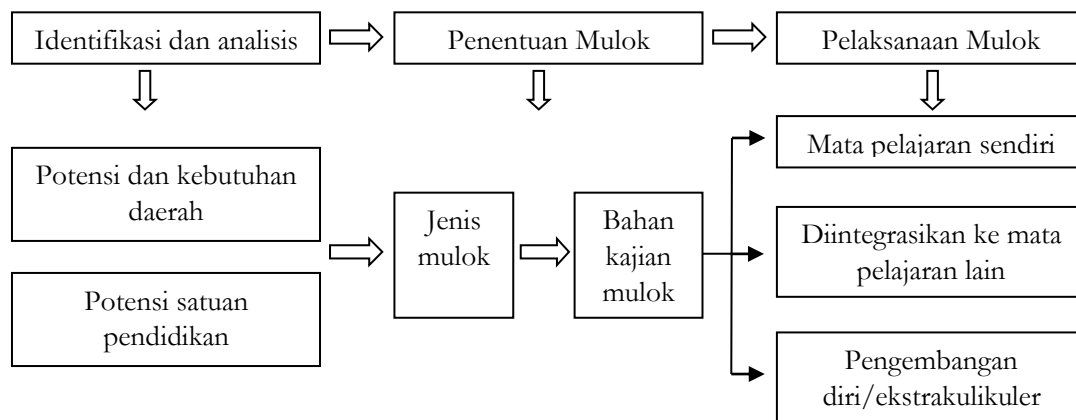 Identifikasi dan analisis
Penentuan Mulok
Pelaksanaan Mulok
Potensi dan kebutuhan
daerah
Potensi satuan
pendidikan
Jenis
mulok
Bahan
kajian
mulok
Mata pelajaran sendiri
Diintegrasikan ke mata
pelajaran lain
Pengembangan
diri/ekstrakulikuler